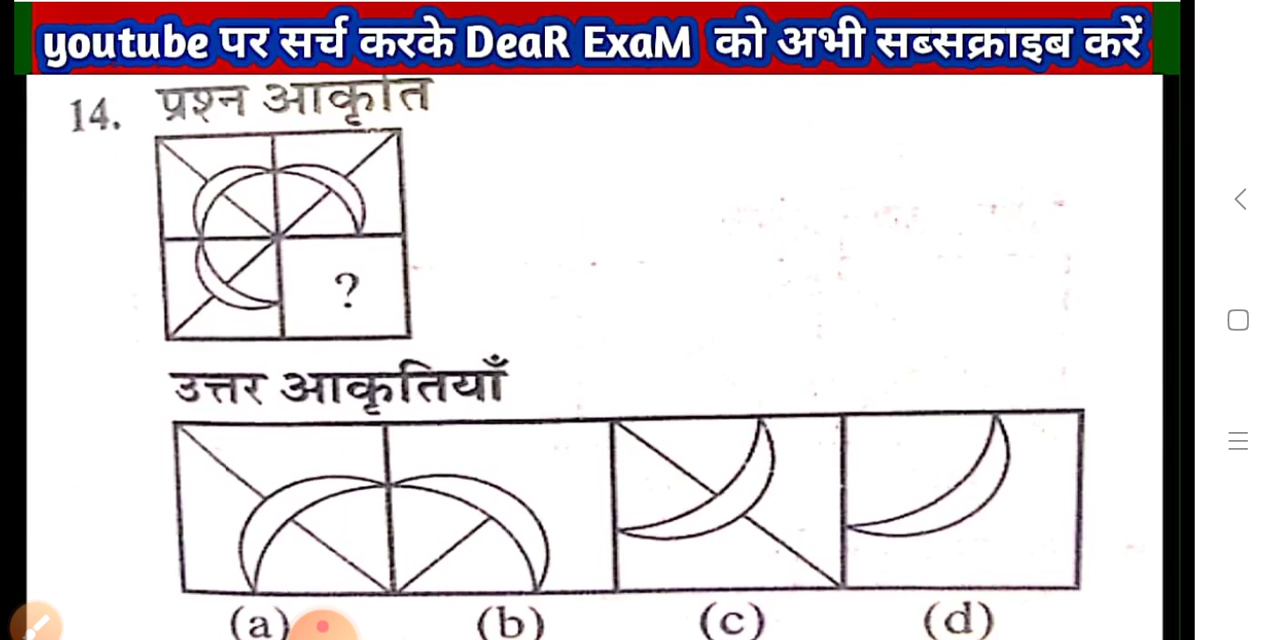 youtube पर सर्च करके DeaR ExaM को अभी सब्सक्राइब करें
14. प्रश्न आकृति
?
उत्तर आकृतियाँ
(a) (b) (c) (d)